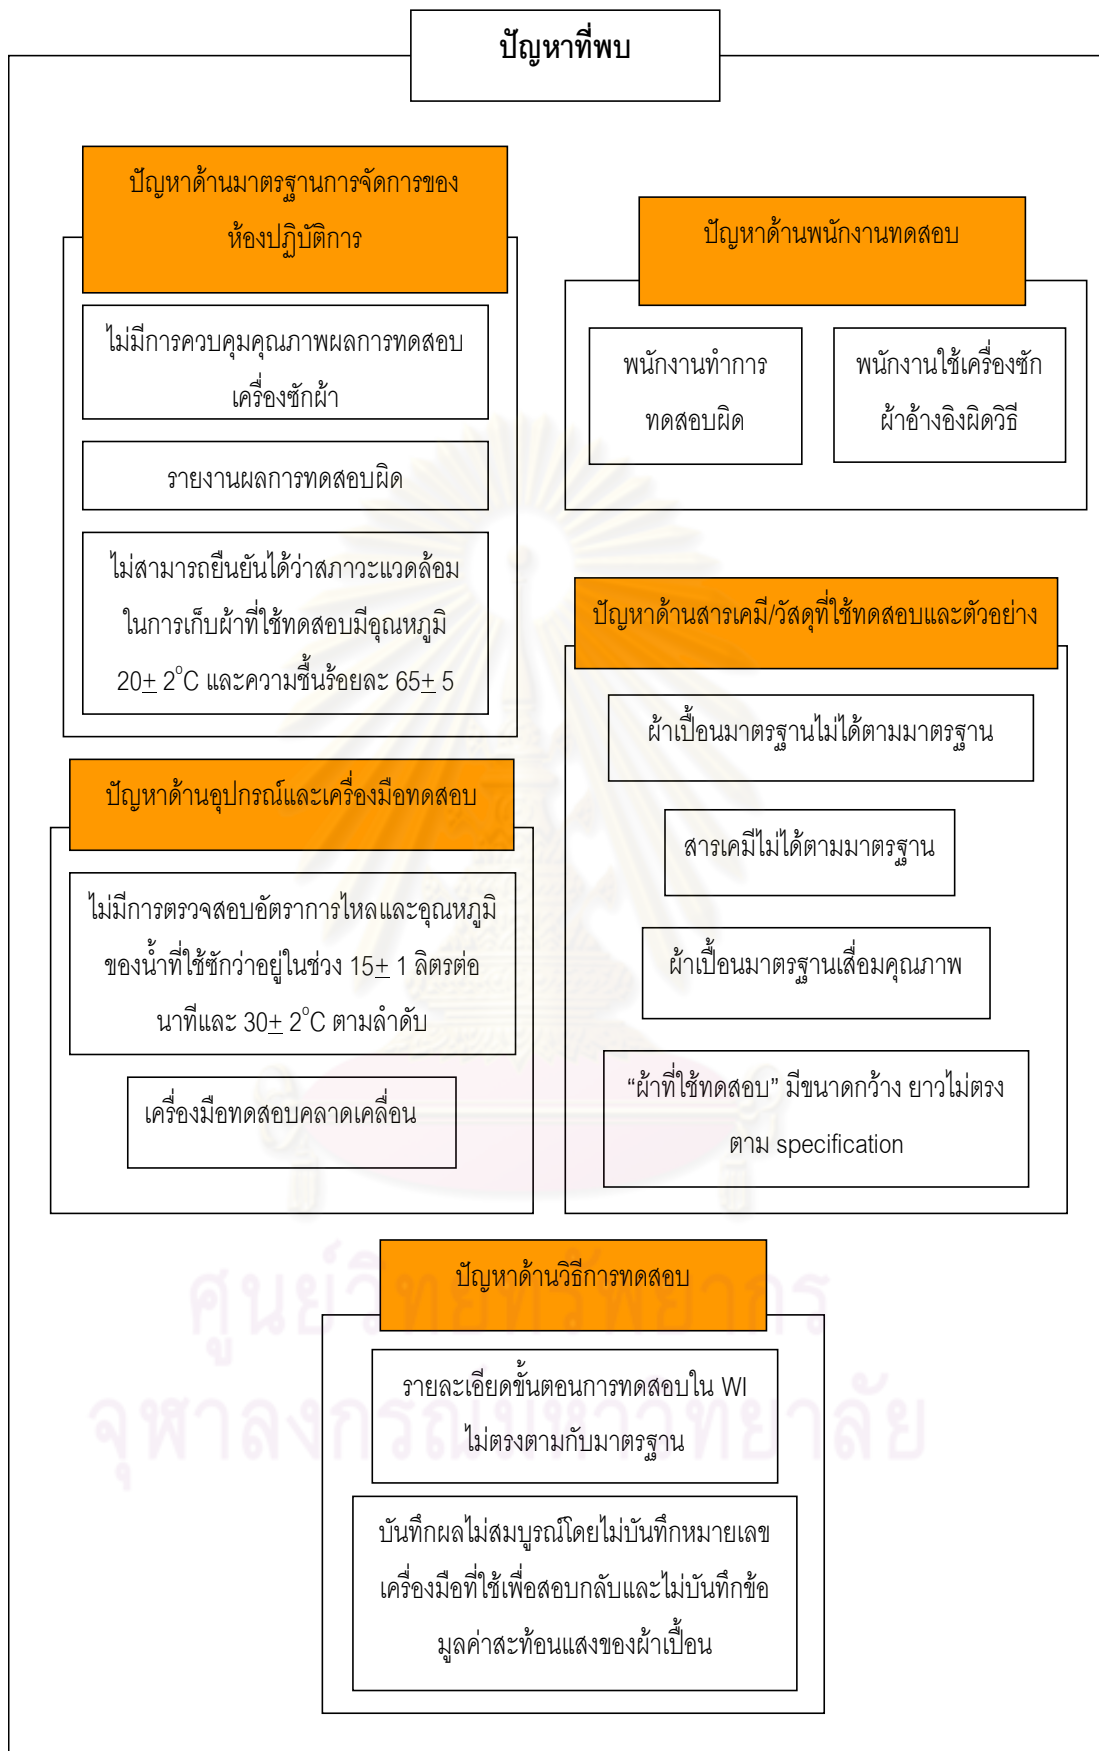 ปัญหาที่พบ
ปัญหาด้านมาตรฐานการจัดการของ
ห้องปฏิบัติการ
ไม่มีการควบคุมคุณภาพผลการทดสอบ
เครื่องซักผ้า
รายงานผลการทดสอบผิด
ไม่สามารถยืนยันได้ว่าสภาวะแวดล้อม
ในการเก็บผ้าที่ใช้ทดสอบมีอุณหภูมิ
20± 2°C และความชื้นร้อยละ 65± 5
ปัญหาด้านพนักงานทดสอบ
พนักงานทำการ
ทดสอบผิด
พนักงานใช้เครื่องซัก
ผ้าอ้างอิงผิดวิธี
ปัญหาด้านสารเคมี/วัสดุที่ใช้ทดสอบและตัวอย่าง
ผ้าเปื้อนมาตรฐานไม่ได้ตามมาตรฐาน
สารเคมีไม่ได้ตามมาตรฐาน
ผ้าเปื้อนมาตรฐานเสื่อมคุณภาพ
“ผ้าที่ใช้ทดสอบ” มีขนาดกว้าง ยาวไม่ตรง
ตาม specification
ปัญหาด้านอุปกรณ์และเครื่องมือทดสอบ
ไม่มีการตรวจสอบอัตราการไหลและอุณหภูมิ
ของน้ำที่ใช้ซักว่าอยู่ในช่วง 15± 1 ลิตรต่อ
นาทีและ 30± 2°C ตามลำดับ
เครื่องมือทดสอบคลาดเคลื่อน
ปัญหาด้านวิธีการทดสอบ
รายละเอียดขั้นตอนการทดสอบใน WI
ไม่ตรงตามกับมาตรฐาน
บันทึกผลไม่สมบูรณ์โดยไม่บันทึกหมายเลข
เครื่องมือที่ใช้เพื่อสอบกลับและไม่บันทึกข้อ
มูลค่าสะท้อนแสงของผ้าเปื้อน
ศูนย์วิทยทรัพยากร
จุฬาลงกรณ์มหาวิทยาลัย